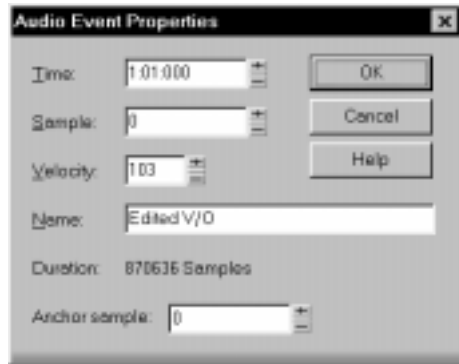 Audio Event Properties
Time: 1:01:000
OK
Sample: 0
Cancel
Velocity: 103
Help
Name: Edited V/O
Duration: 870636 Samples
Anchor sample: 0